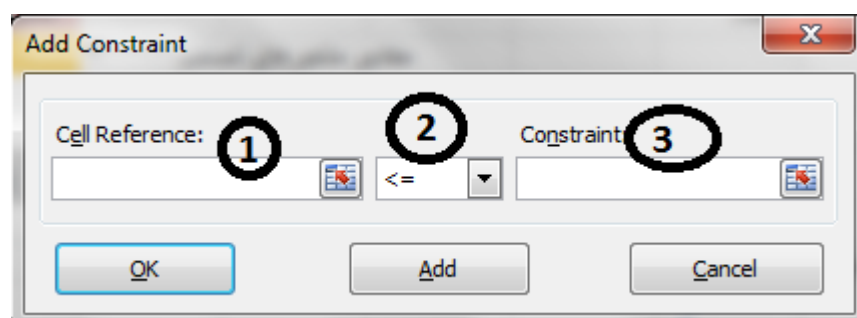 Add Constraint
Cell Reference: 1
2
Constraint 3
<=
OK Add Cancel